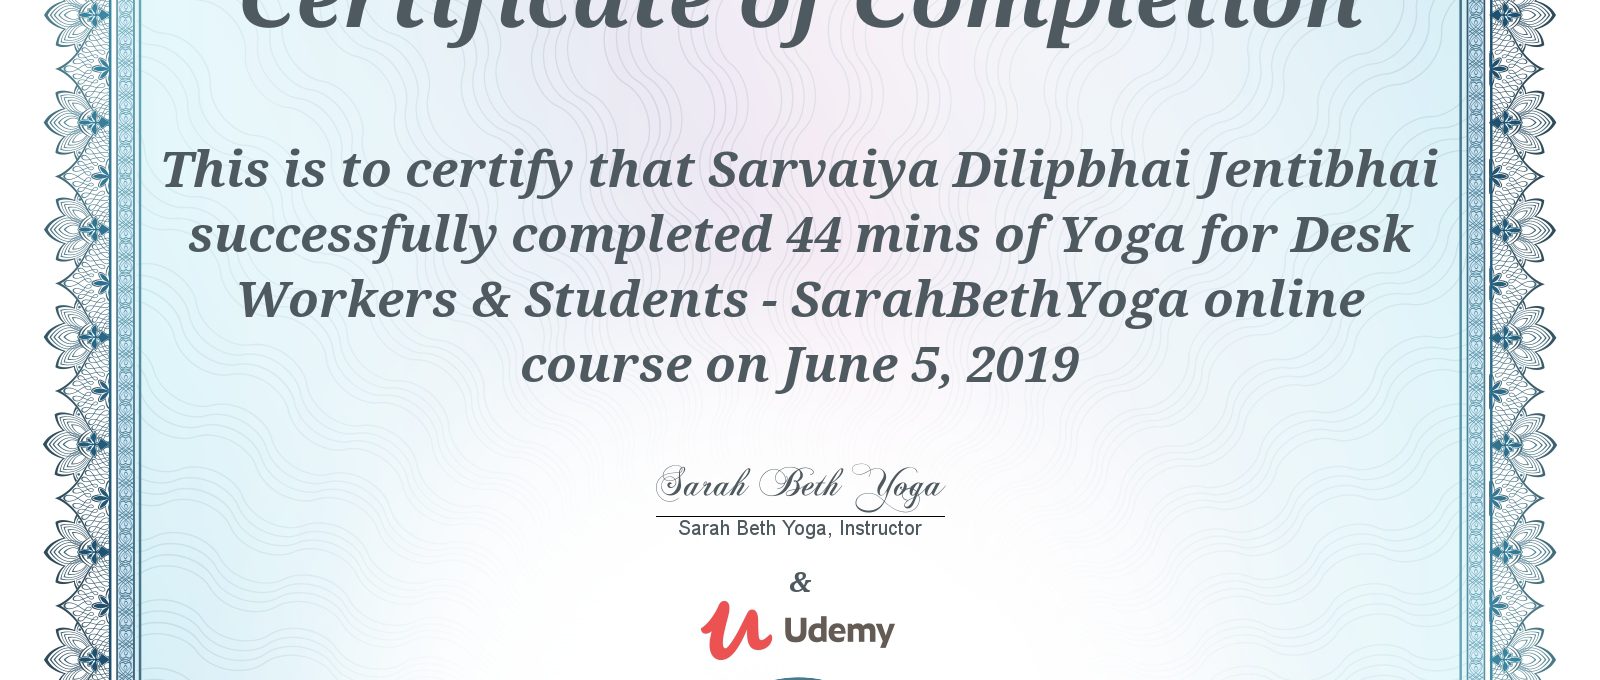 Certificate of Completion
This is to certify that Sarvaiya Dilipbhai Jentibhai
successfully completed 44 mins of Yoga for Desk
Workers & Students - SarahBethYoga online
course on June 5, 2019
Sarah Beth Yoga
Sarah Beth Yoga, Instructor
&
Udemy